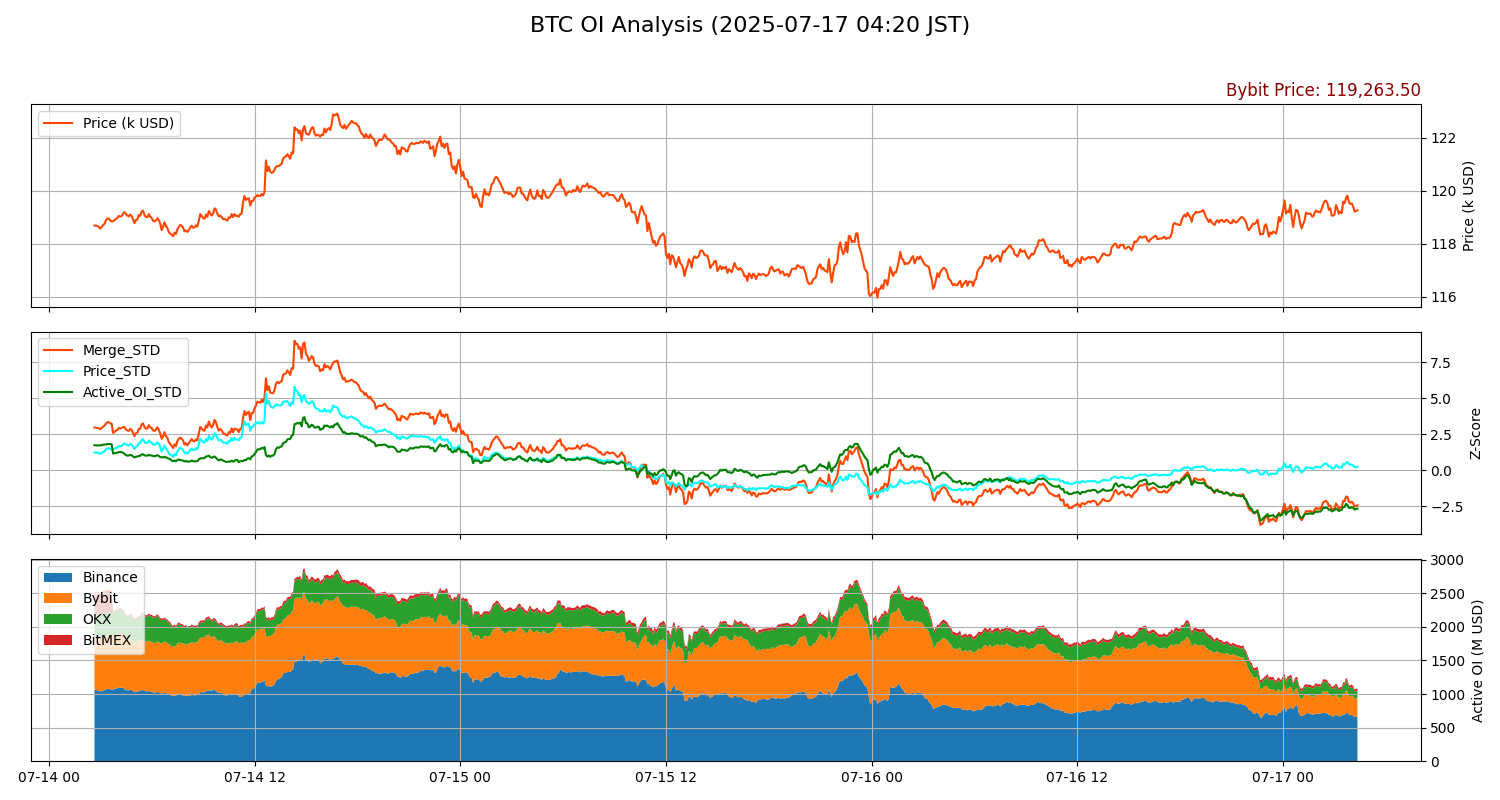 BTC OI Analysis (2025-07-17 04:20 JST)
Bybit Price: 119,263.50
Price (k USD)
122
120
118
116
Price (k USD)
Merge_STD
Price_STD
Active_OI_STD
7.5
5.0
2.5
0.0
−2.5
Z-Score
Binance
Bybit
OKX
BitMEX
3000
2500
2000
1500
1000
500
0
Active OI (M USD)
07-14 00
07-14 12
07-15 00
07-15 12
07-16 00
07-16 12
07-17 00